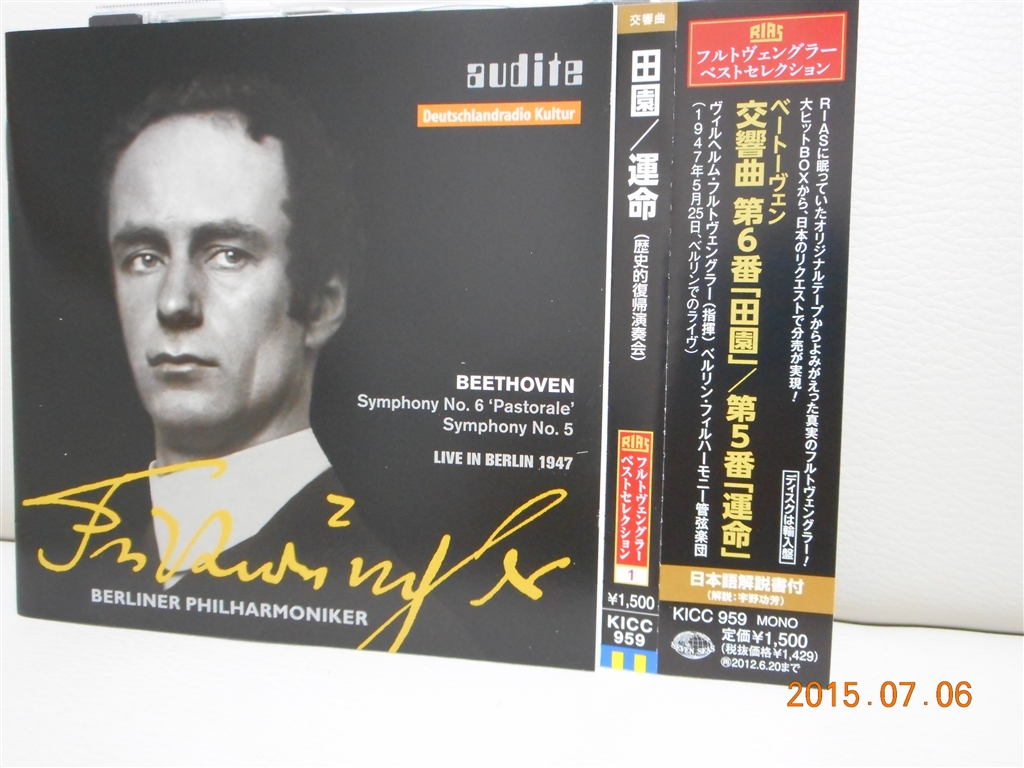 audite
Deutschlandradio Kultur
BEETHOVEN
Symphony No. 6 'Pastorale'
Symphony No. 5
LIVE IN BERLIN 1947
BERLINER PHILHARMONIKER
交響曲
田園／運命
(歴史的復帰演奏会)
RIAS
フルトヴェングラー
ベストセレクション
1
¥1,500
KICC
959
RIAS
フルトヴェングラー
ベストセレクション
RIASに眠っていたオリジナルテープからよみがえった真実のフルトヴェングラー!
大ヒットBOXから、日本のリクエストで分売が実現!
ディスクは輸入盤
ベートーヴェン
交響曲 第6番「田園」／第5番「運命」
ヴィルヘルム・フルトヴェングラー(指揮) ベルリン・フィルハーモニー管弦楽団
(1947年5月25日、ベルリンでのライヴ)
日本語解説書付
(解説:宇野功芳)
KICC 959 MONO
SEVEN SEAS
定価¥1,500
(税抜価格¥1,429)
㋐2012.6.20まで
2015.07.06